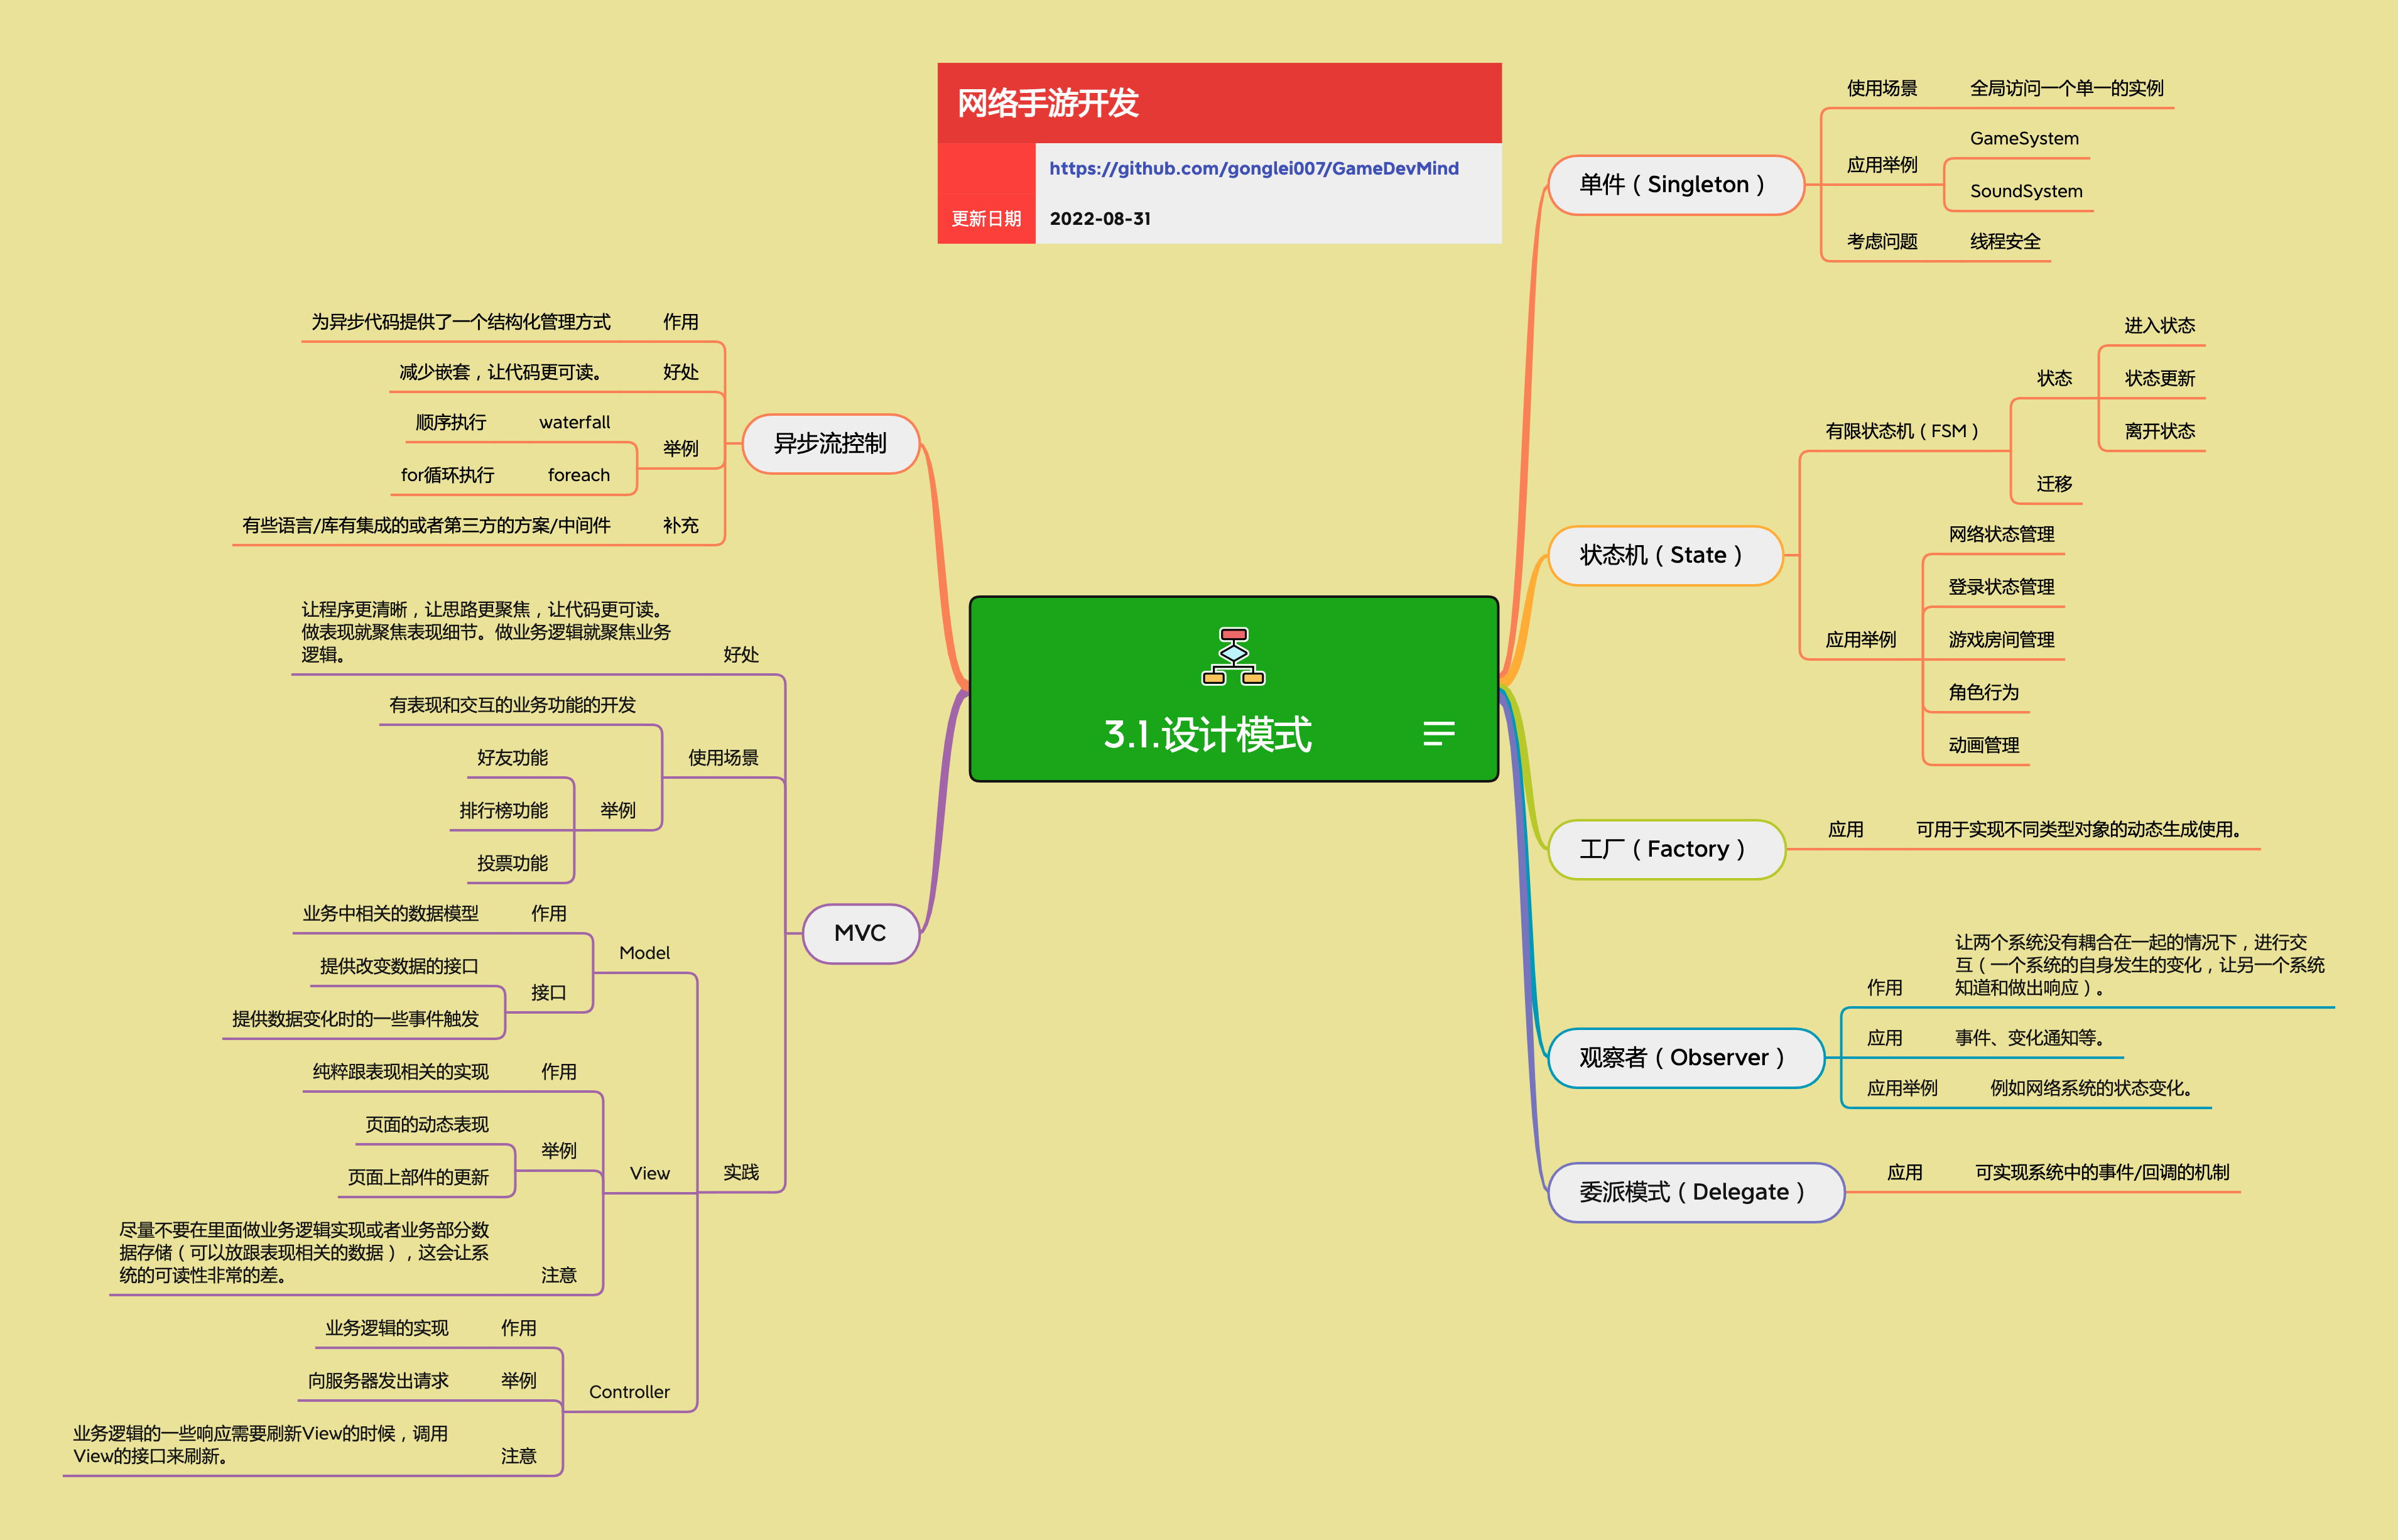 网络手游开发
https://github.com/gonglei007/GameDevMind
更新日期 2022-08-31
3.1.设计模式
单件（Singleton）
使用场景 全局访问一个单一的实例
应用举例
GameSystem
SoundSystem
考虑问题 线程安全
状态机（State）
有限状态机（FSM）
状态
进入状态
状态更新
离开状态
迁移
应用举例
网络状态管理
登录状态管理
游戏房间管理
角色行为
动画管理
工厂（Factory）
应用 可用于实现不同类型对象的动态生成使用。
观察者（Observer）
作用
让两个系统没有耦合在一起的情况下，进行交
互（一个系统的自身发生的变化，让另一个系统
知道和做出响应）。
应用 事件、变化通知等。
应用举例 例如网络系统的状态变化。
委派模式（Delegate）
应用 可实现系统中的事件/回调的机制
异步流控制
为异步代码提供了一个结构化管理方式 作用
减少嵌套，让代码更可读。 好处
举例
顺序执行 waterfall
for循环执行 foreach
有些语言/库有集成的或者第三方的方案/中间件 补充
MVC
让程序更清晰，让思路更聚焦，让代码更可读。
做表现就聚焦表现细节。做业务逻辑就聚焦业务
逻辑。
好处
使用场景
有表现和交互的业务功能的开发
举例
好友功能
排行榜功能
投票功能
实践
Model
业务中相关的数据模型 作用
接口
提供改变数据的接口
提供数据变化时的一些事件触发
View
纯粹跟表现相关的实现 作用
举例
页面的动态表现
页面上部件的更新
尽量不要在里面做业务逻辑实现或者业务部分数
据存储（可以放跟表现相关的数据），这会让系
统的可读性非常的差。
注意
Controller
业务逻辑的实现 作用
向服务器发出请求 举例
业务逻辑的一些响应需要刷新View的时候，调用
View的接口来刷新。
注意